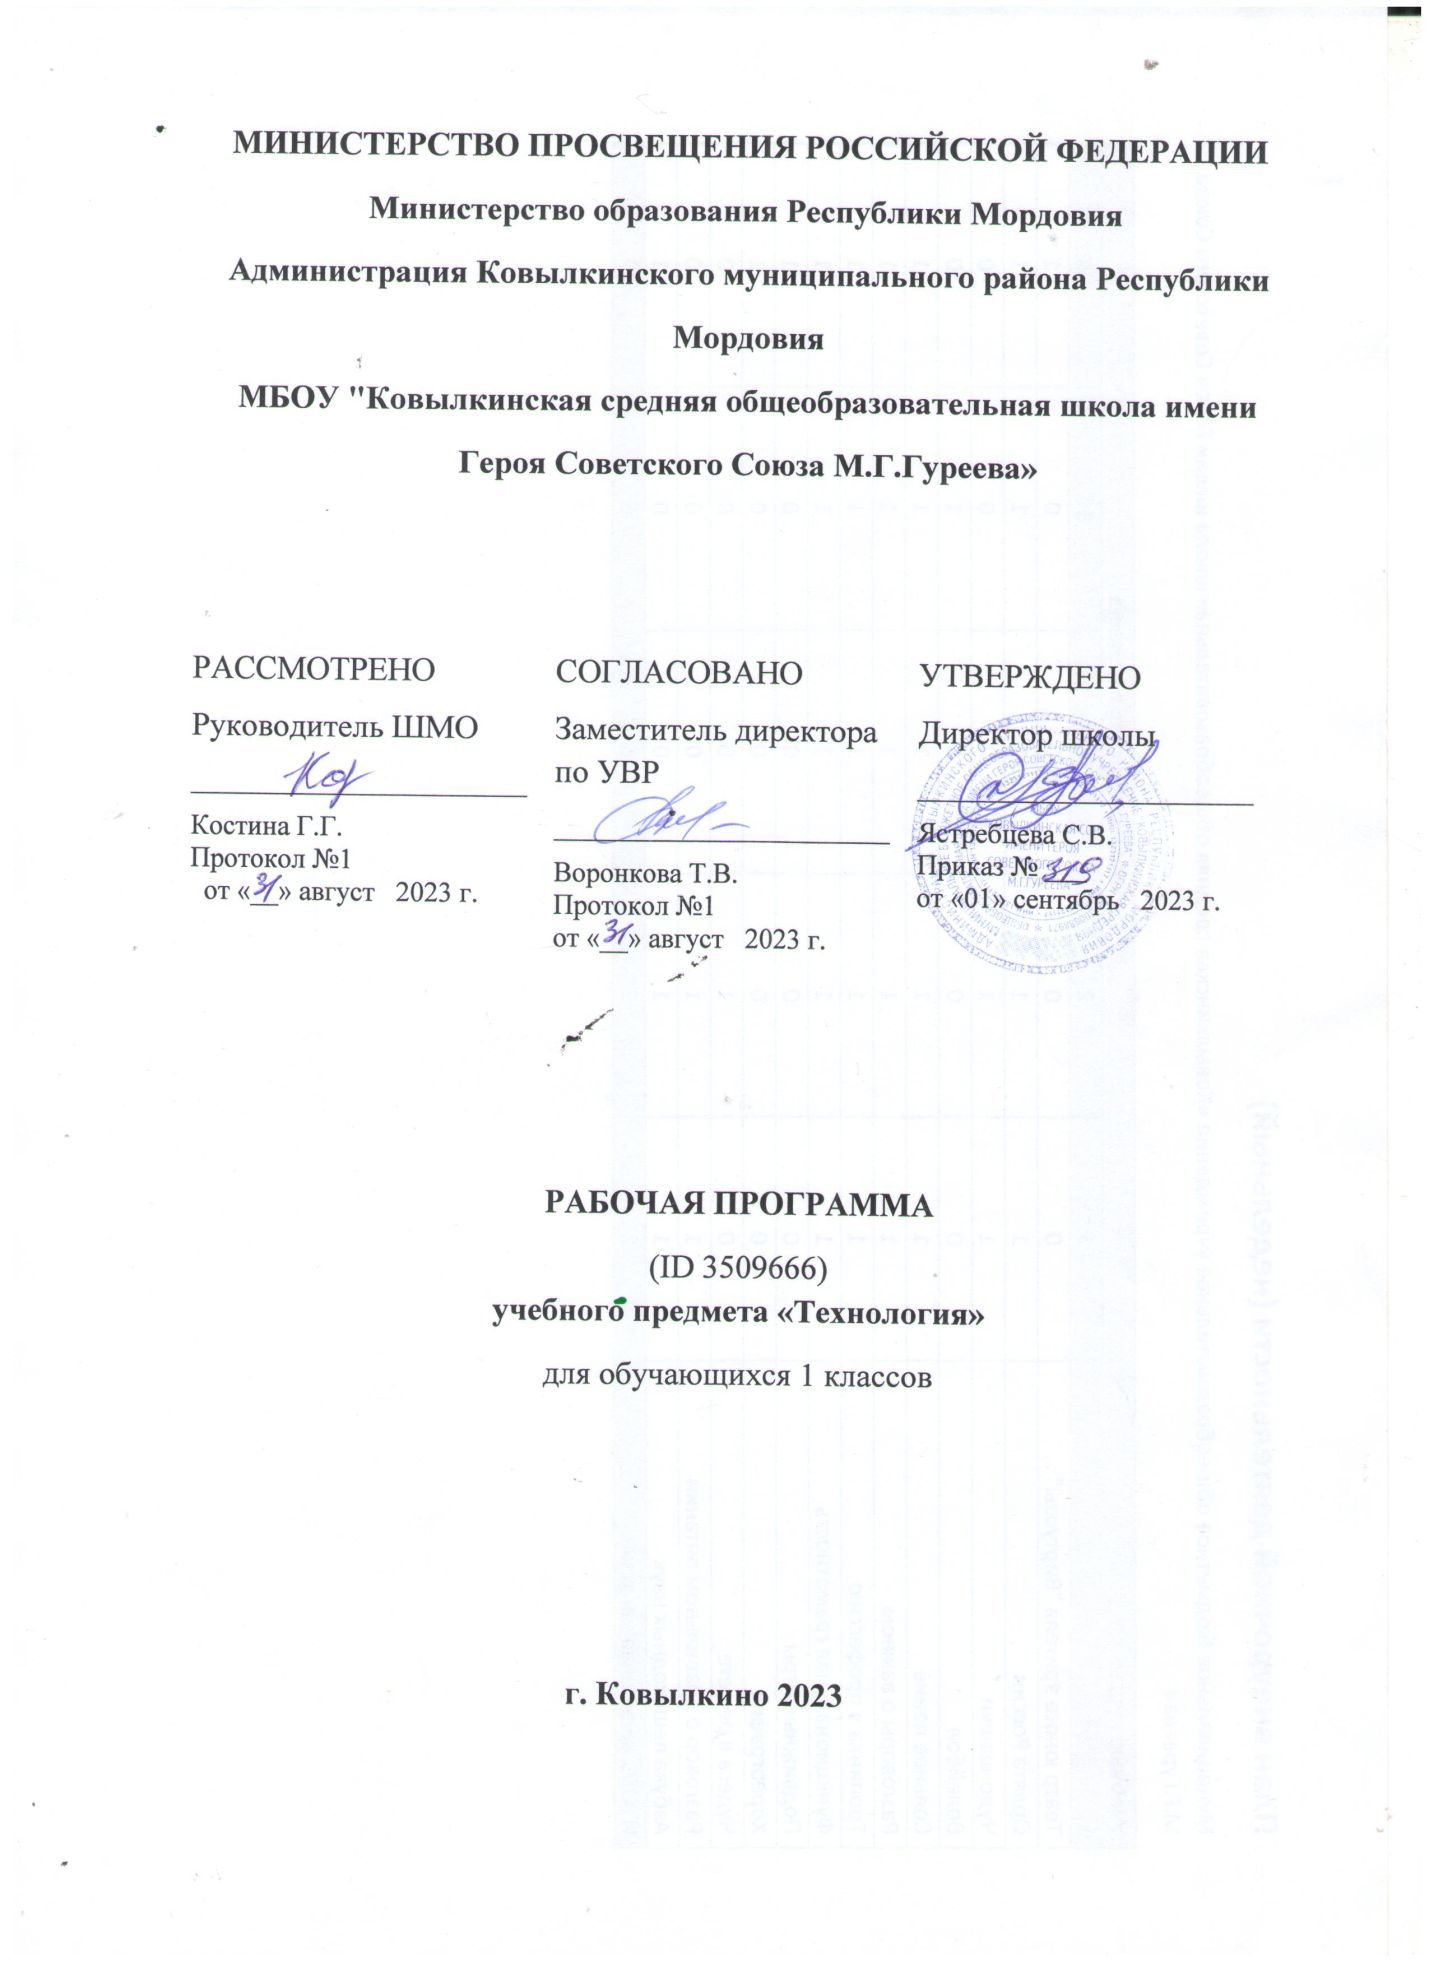 МИНИСТЕРСТВО ПРОСВЕЩЕНИЯ РОССИЙСКОЙ ФЕДЕРАЦИИ
Министерство образования Республики Мордовия
Администрация Ковылкинского муниципального района Республики
Мордовия
МБОУ "Ковылкинская средняя общеобразовательная школа имени
Героя Советского Союза М.Г.Гуреева»
РАССМОТРЕНО
Руководитель ШМО
Костина Г.Г.
Протокол №1
от «31» август 2023 г.
СОГЛАСОВАНО
Заместитель директора
по УВР
Воронкова Т.В.
Протокол №1
от «31» август 2023 г.
УТВЕРЖДЕНО
Директор школы
Ястребцева С.В.
Приказ № 319
от «01» сентябрь 2023 г.
РАБОЧАЯ ПРОГРАММА
(ID 3509666)
учебного предмета «Технология»
для обучающихся 1 классов
г. Ковылкино 2023